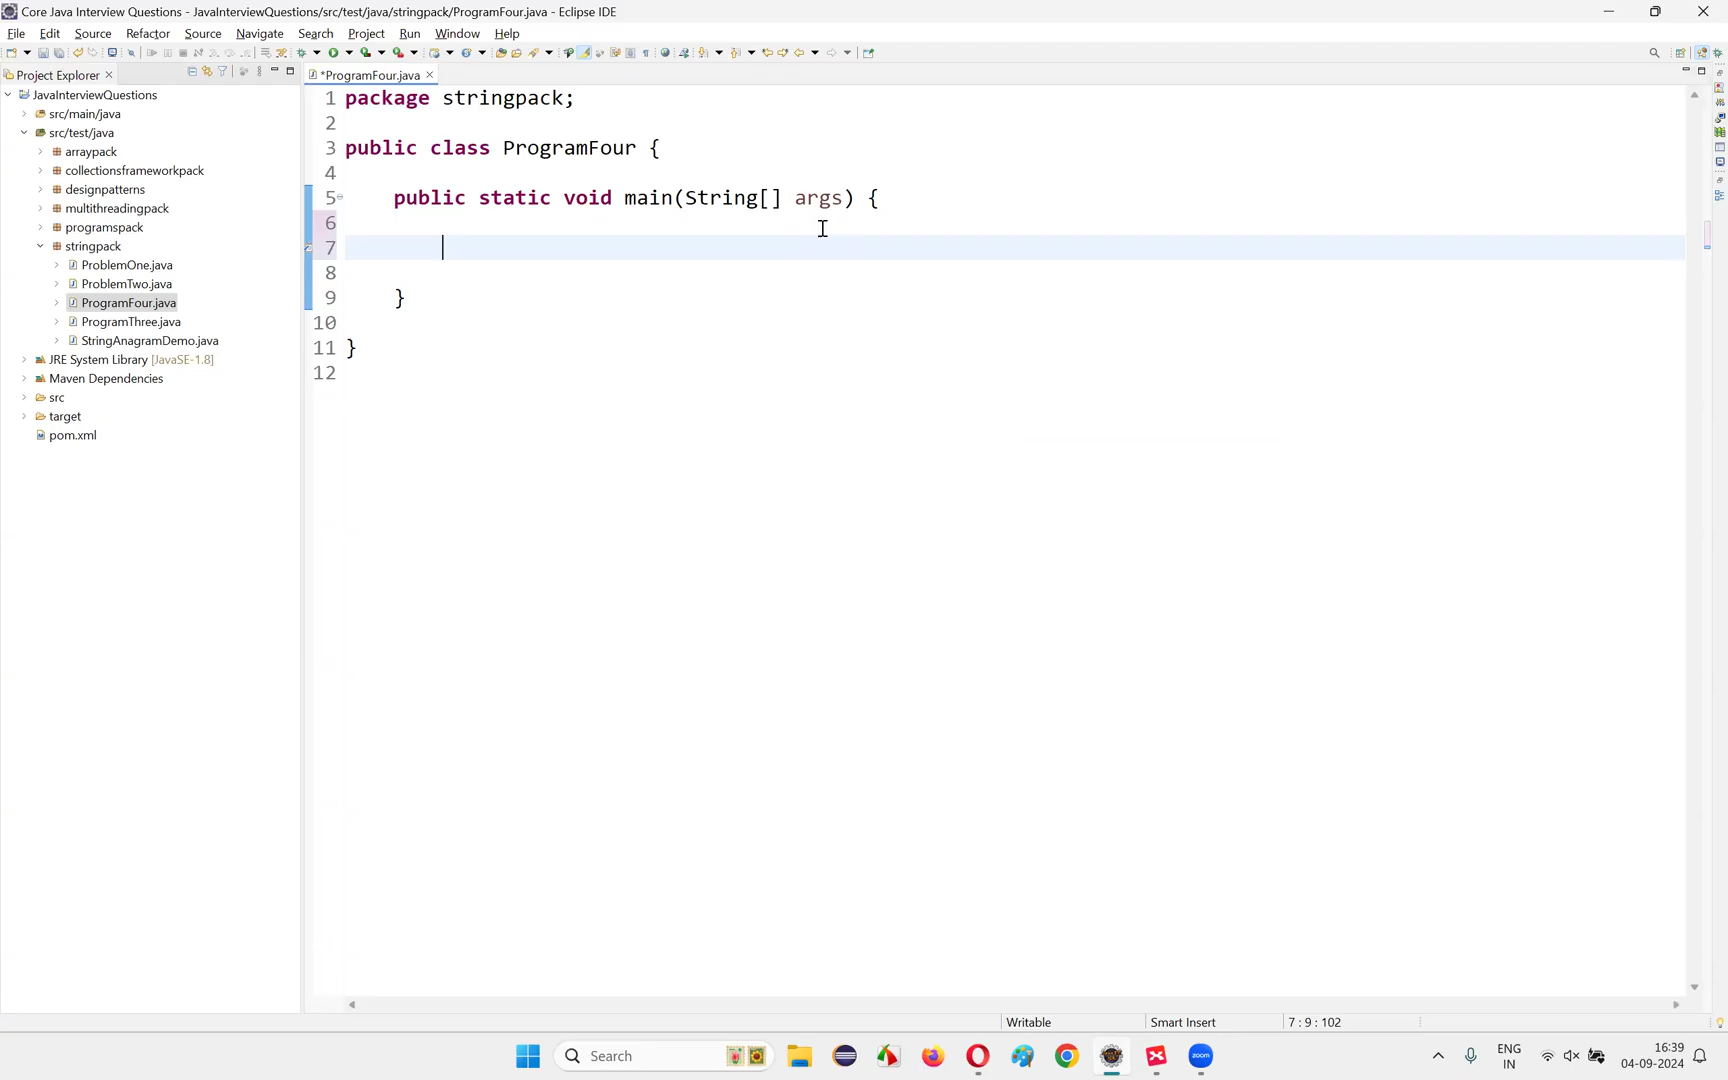 Core Java Interview Questions - JavaInterviewQuestions/src/test/java/stringpack/ProgramFour.java - Eclipse IDE
File Edit Source Refactor Source Navigate Search Project Run Window Help
Project Explorer
*ProgramFour.java
JavaInterviewQuestions
src/main/java
src/test/java
arraypack
collectionsframeworkpack
designpatterns
multithreadingpack
programspack
stringpack
ProblemOne.java
ProblemTwo.java
ProgramFour.java
ProgramThree.java
StringAnagramDemo.java
JRE System Library [JavaSE-1.8]
Maven Dependencies
src
target
pom.xml
1 package stringpack;
2
3 public class ProgramFour {
4
5 public static void main(String[] args) {
6
7
8
9 }
10
11 }
12
Writable Smart Insert 7 : 9 : 102
Search
zoom
ENG
IN
16:39
04-09-2024